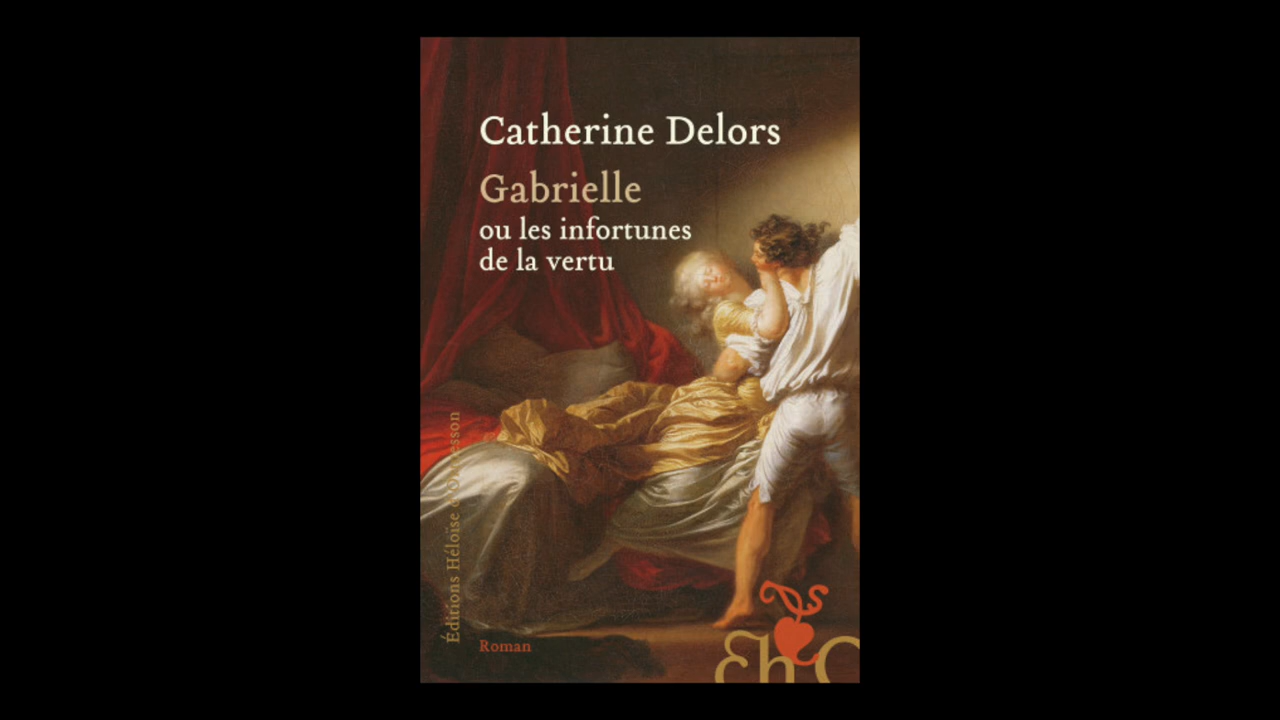 Catherine Delors
Gabrielle
ou les infortunes
de la vertu
Éditions Héloïse d'Ormesson
Roman